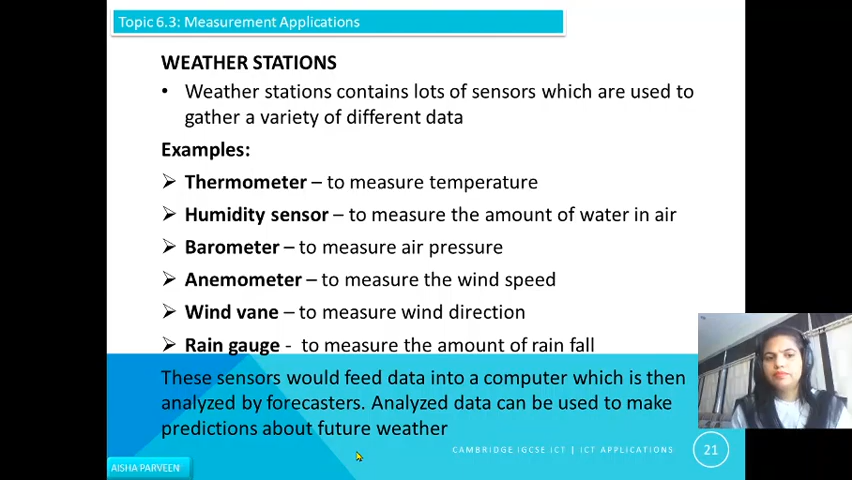 Topic 6.3: Measurement Applications
WEATHER STATIONS
• Weather stations contains lots of sensors which are used to
gather a variety of different data
Examples:
➢ Thermometer – to measure temperature
➢ Humidity sensor – to measure the amount of water in air
➢ Barometer – to measure air pressure
➢ Anemometer – to measure the wind speed
➢ Wind vane – to measure wind direction
➢ Rain gauge - to measure the amount of rain fall
These sensors would feed data into a computer which is then
analyzed by forecasters. Analyzed data can be used to make
predictions about future weather
CAMBRIDGE IGCSE ICT | ICT APPLICATIONS 21
AISHA PARVEEN